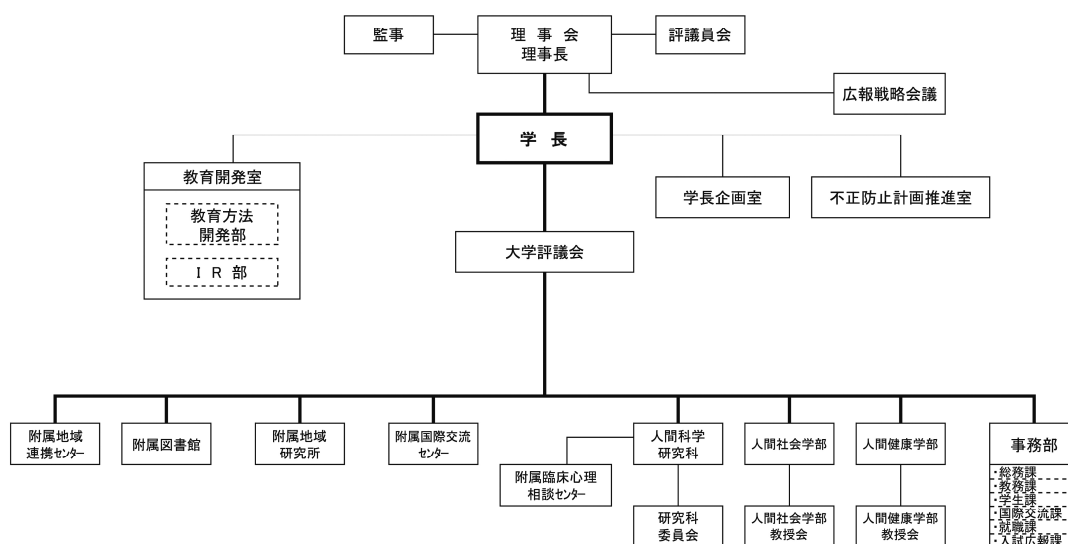 監事
理 事 会
理事長
評議員会
広報戦略会議
学 長
教育開発室
教育方法
開発部
I R 部
学長企画室
不正防止計画推進室
大学評議会
附属地域
連携センター
附属図書館
附属地域
研究所
附属国際交流
センター
人間科学
研究科
附属臨床心理
相談センター
研究科
委員会
人間社会学部
人間社会学部
教授会
人間健康学部
人間健康学部
教授会
事務部
・総務課
・教務課
・学生課
・国際交流課
・就職課
・入試広報課